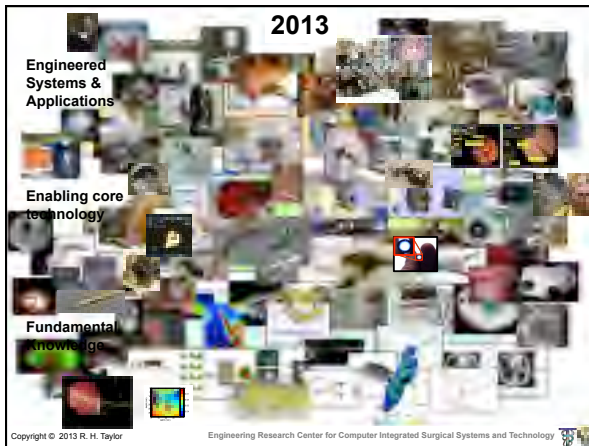 2013
Engineered
Systems &
Applications
Enabling core
technology
Fundamental
Knowledge
Copyright © 2013 R. H. Taylor
Engineering Research Center for Computer Integrated Surgical Systems and Technology